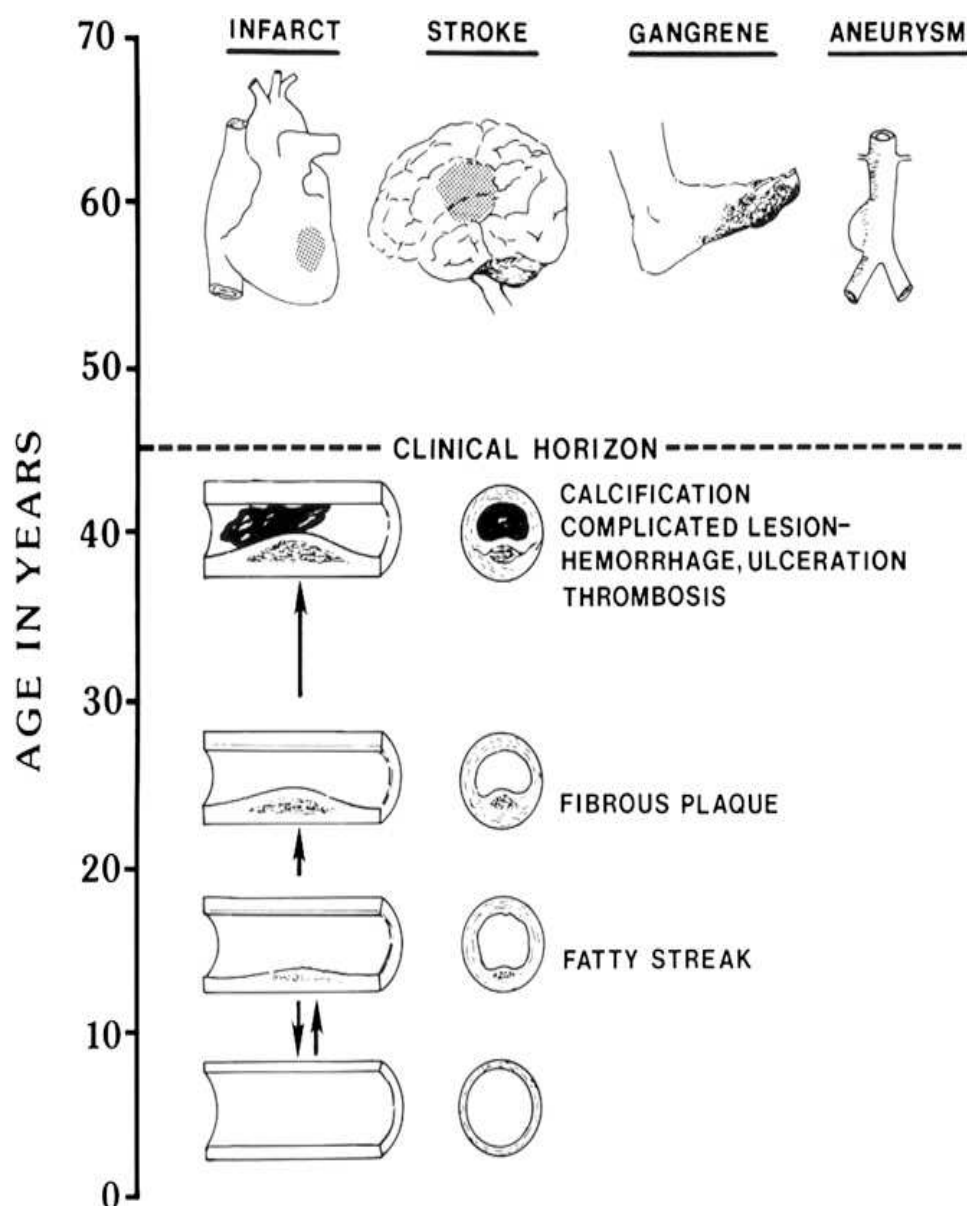 70
INFARCT
STROKE
GANGRENE
ANEURYSM
60
50
CLINICAL HORIZON
AGE IN YEARS
40
CALCIFICATION
COMPLICATED LESION-
HEMORRHAGE, ULCERATION
THROMBOSIS
30
FIBROUS PLAQUE
20
FATTY STREAK
10
0